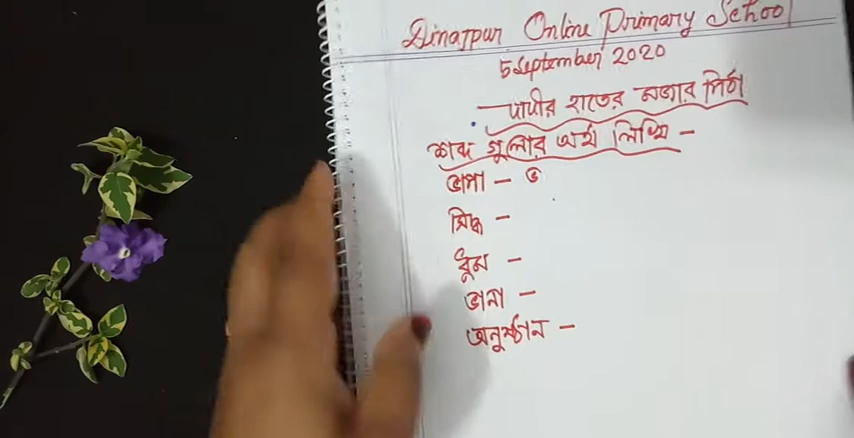 Dinajpur Online Primary School
5 September 2020
দাদীর হাতের মজার পিঠা
শব্দ গুলোর অর্থ লিখি -
ভাপা - ভ
সিদ্ধ -
ধুম -
ভানা -
অনুষ্ঠান -